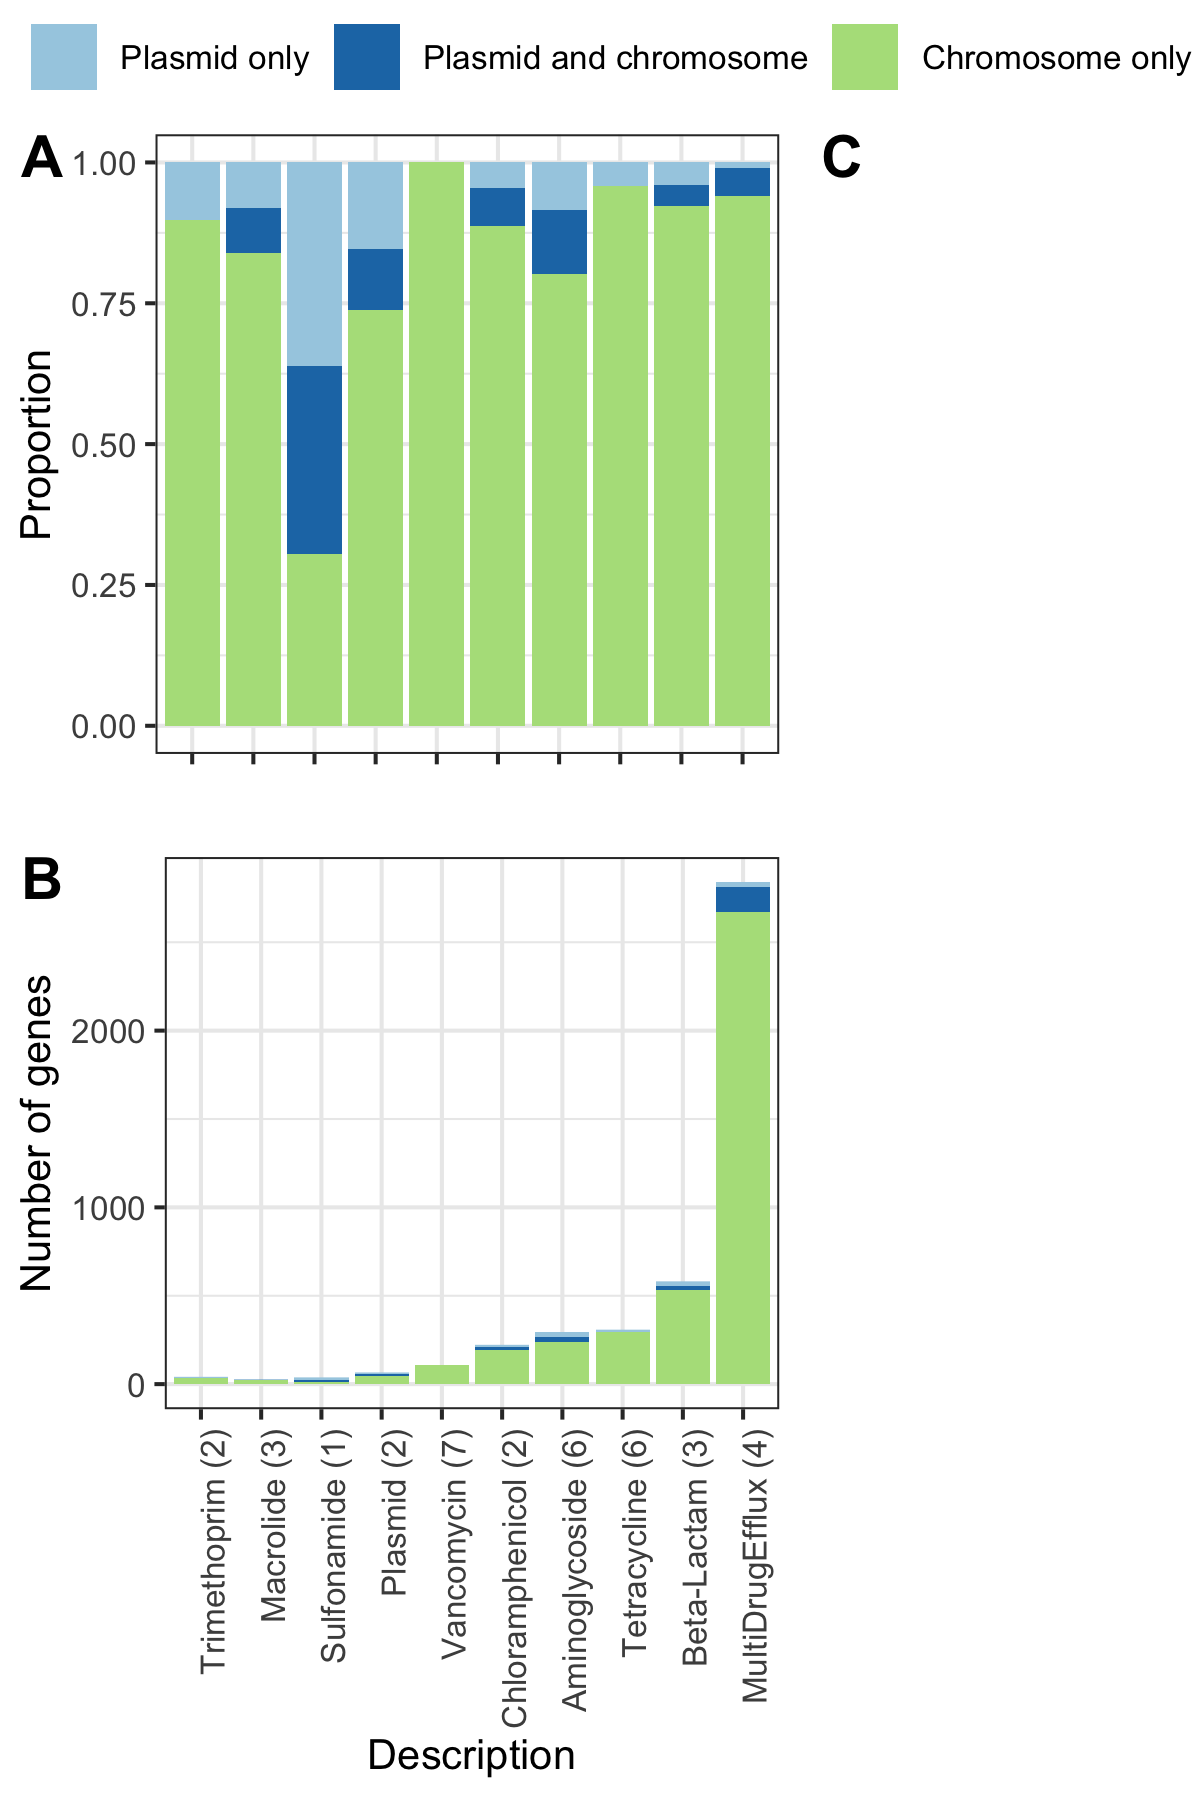 Plasmid only
Plasmid and chromosome
Chromosome only
A
C
1.00
0.75
0.50
0.25
0.00
Proportion
B
2000
1000
0
Number of genes
Trimethoprim (2)
Macrolide (3)
Sulfonamide (1)
Plasmid (2)
Vancomycin (7)
Chloramphenicol (2)
Aminoglycoside (6)
Tetracycline (6)
Beta-Lactam (3)
MultiDrugEfflux (4)
Description